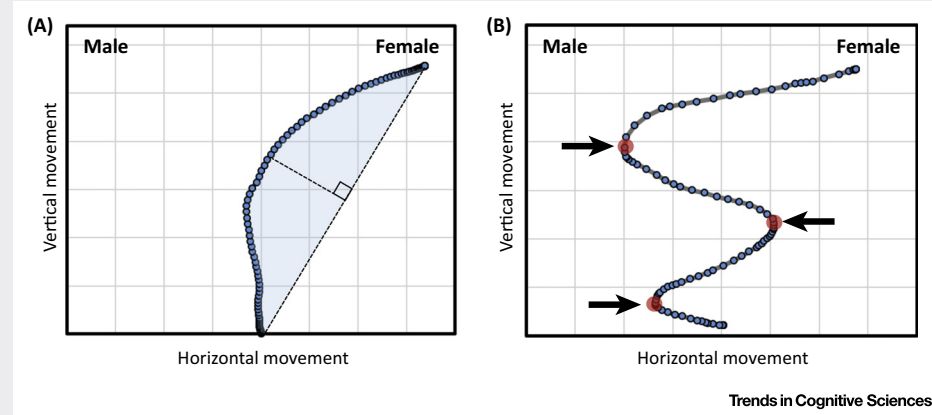 (A)
Male Female
Vertical movement
Horizontal movement
(B)
Male Female
Vertical movement
Horizontal movement
Trends in Cognitive Sciences